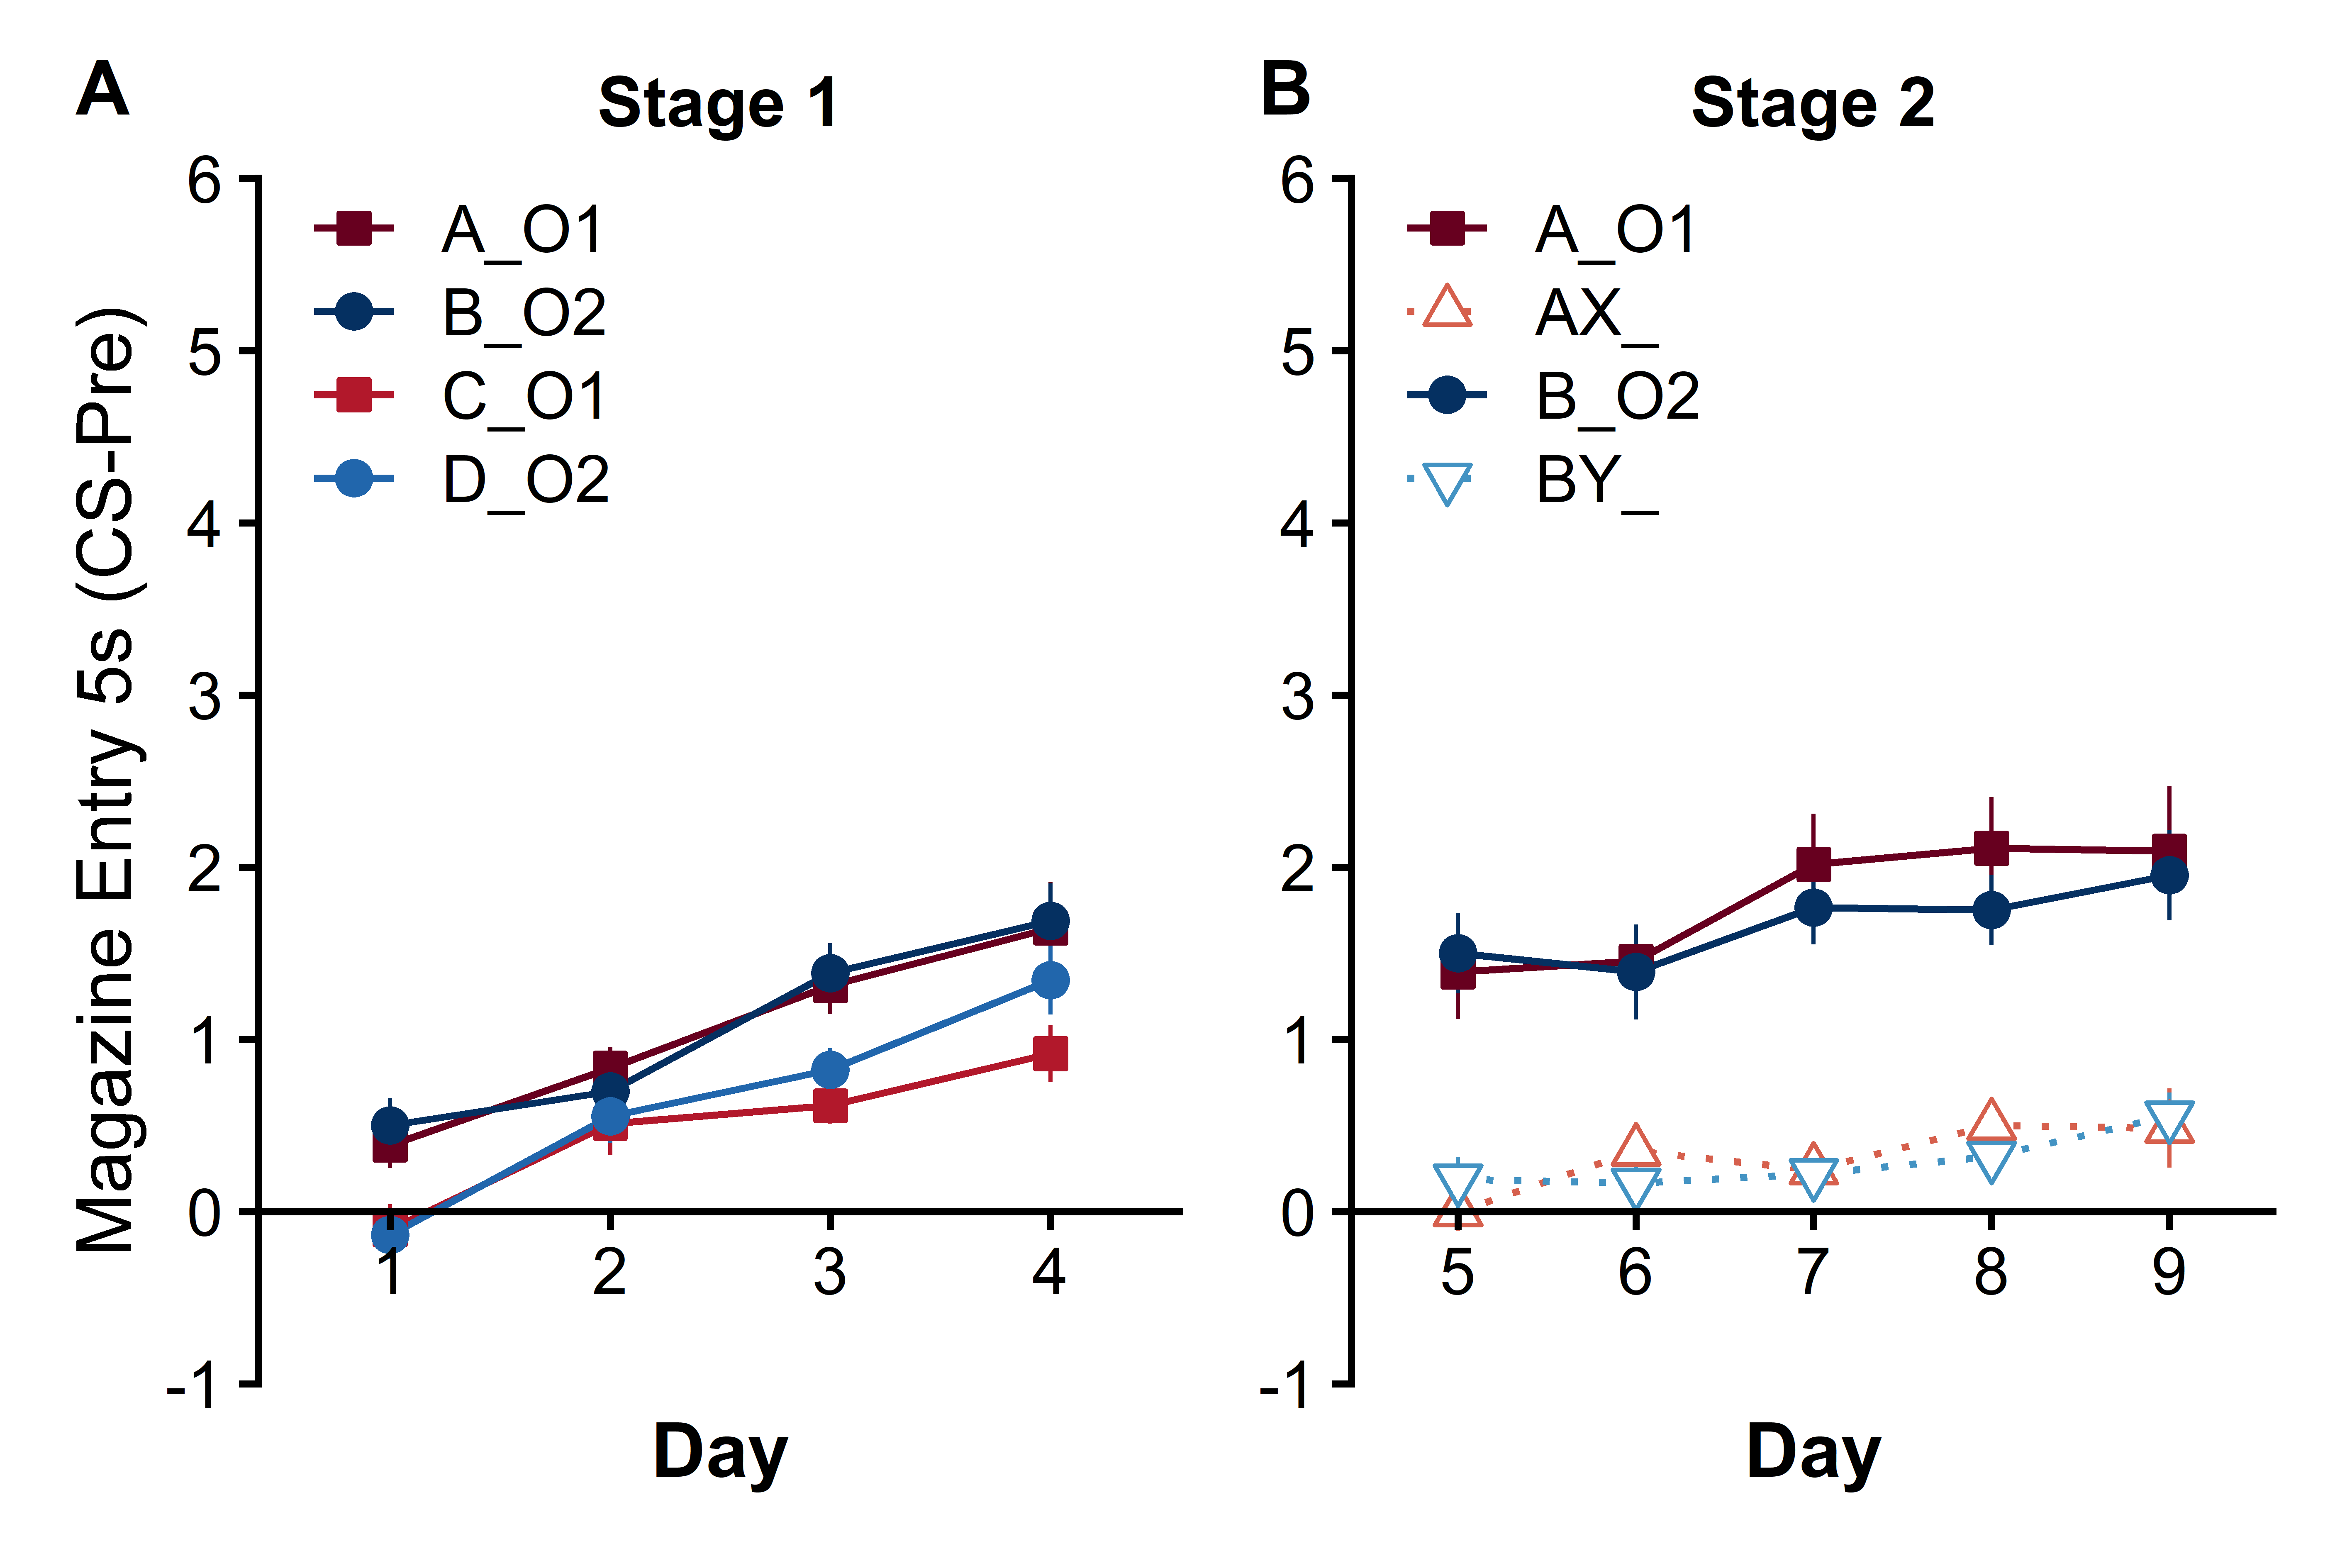 A
Stage 1
Magazine Entry 5s (CS-Pre)
6
5
4
3
2
1
0
-1
A_O1
B_O2
C_O1
D_O2
1 2 3 4
Day
B
Stage 2
6
5
4
3
2
1
0
-1
A_O1
AX_
B_O2
BY_
5 6 7 8 9
Day